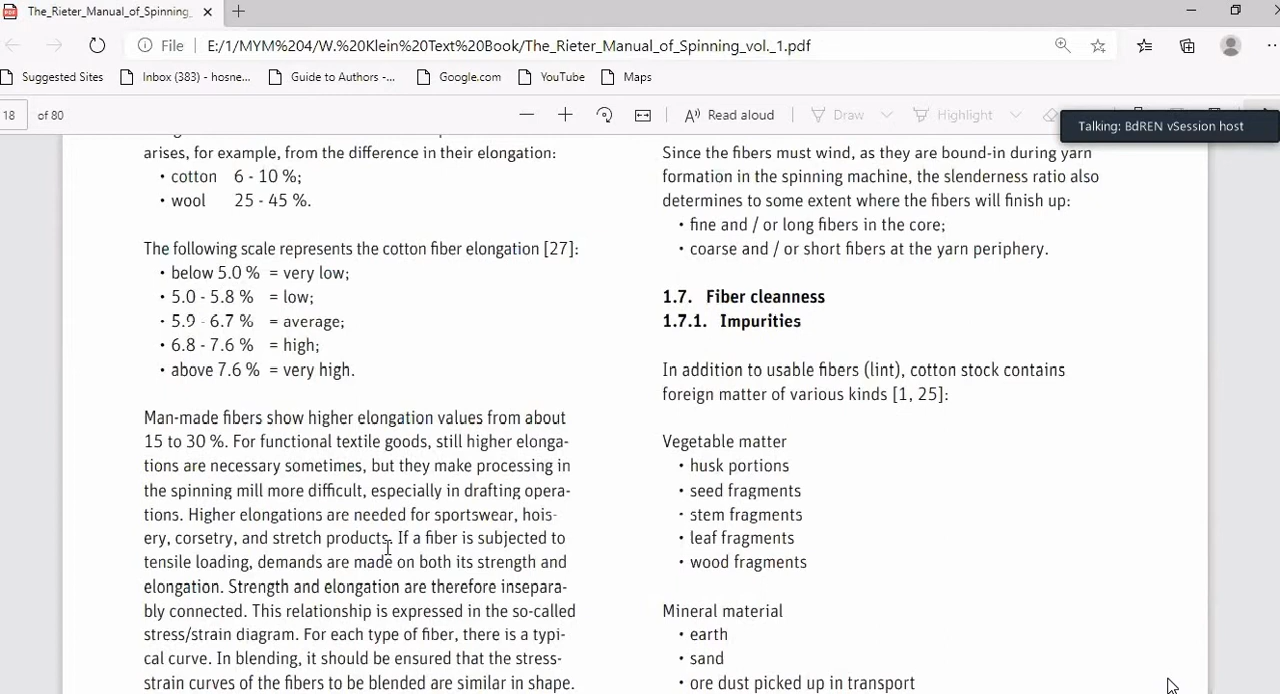 The_Rieter_Manual_of_Spinning_
File
E:/1/MYM%204/W.%20Klein%20Text%20Book/The_Rieter_Manual_of_Spinning_vol._1.pdf
Suggested Sites
Inbox (383) - hosne...
Guide to Authors -...
Google.com
YouTube
Maps
18 of 80
Read aloud
Draw
Highlight
Talking: BdREN vSession host
arises, for example, from the difference in their elongation:
• cotton 6 - 10 %;
• wool 25 - 45 %.
The following scale represents the cotton fiber elongation [27]:
• below 5.0 % = very low;
• 5.0 - 5.8 % = low;
• 5.9 - 6.7 % = average;
• 6.8 - 7.6 % = high;
• above 7.6 % = very high.
Man-made fibers show higher elongation values from about
15 to 30 %. For functional textile goods, still higher elonga-
tions are necessary sometimes, but they make processing in
the spinning mill more difficult, especially in drafting opera-
tions. Higher elongations are needed for sportswear, hois-
ery, corsetry, and stretch products. If a fiber is subjected to
tensile loading, demands are made on both its strength and
elongation. Strength and elongation are therefore insepara-
bly connected. This relationship is expressed in the so-called
stress/strain diagram. For each type of fiber, there is a typi-
cal curve. In blending, it should be ensured that the stress-
strain curves of the fibers to be blended are similar in shape.
Since the fibers must wind, as they are bound-in during yarn
formation in the spinning machine, the slenderness ratio also
determines to some extent where the fibers will finish up:
• fine and / or long fibers in the core;
• coarse and / or short fibers at the yarn periphery.
1.7. Fiber cleanness
1.7.1. Impurities
In addition to usable fibers (lint), cotton stock contains
foreign matter of various kinds [1, 25]:
Vegetable matter
• husk portions
• seed fragments
• stem fragments
• leaf fragments
• wood fragments
Mineral material
• earth
• sand
• ore dust picked up in transport